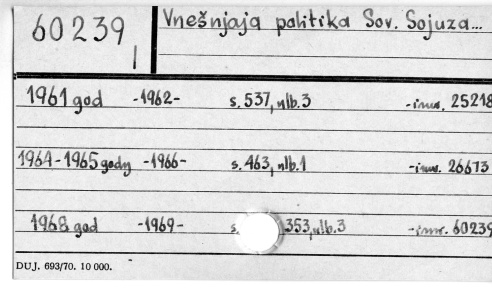 60239 | Vnešnjaja politika Sov. Sojuza...
1961 god -1962- s. 537, nlb. 3 -inv. 25218
1964-1965 gody -1966- s. 463, nlb. 1 -inv. 26673
1968 god -1969- s. 353, nlb. 3 -inv. 60239
DUJ. 693/70. 10 000.